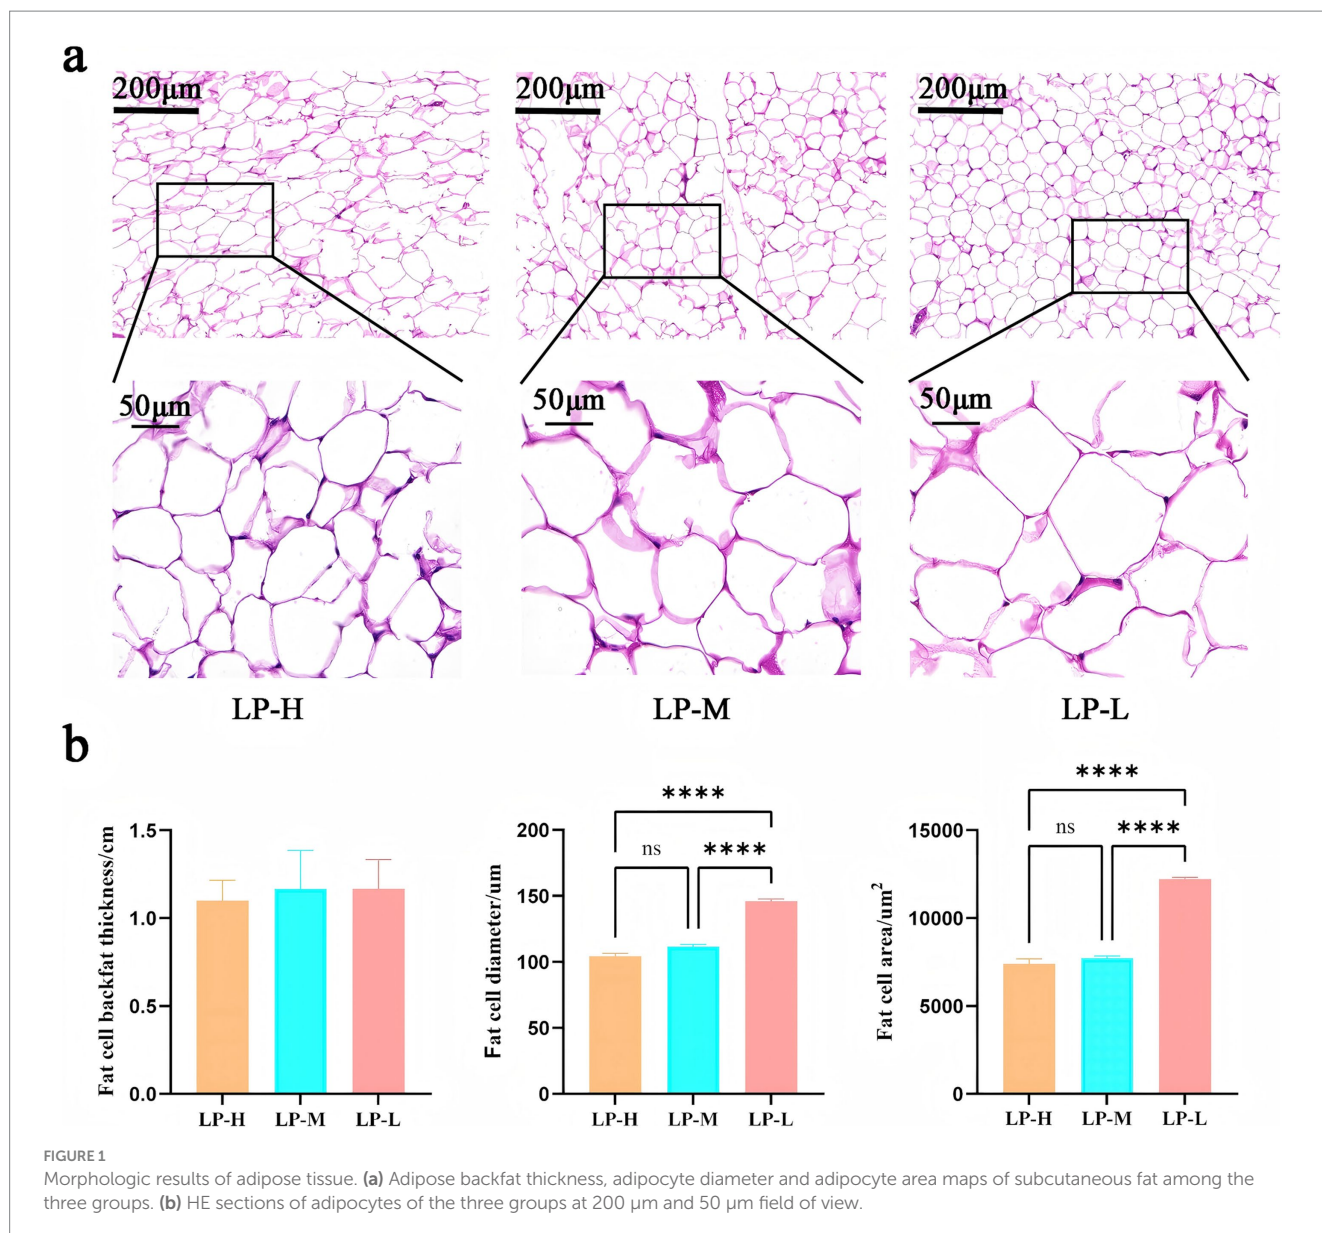 a
200μm
200μm
200μm
50μm
50μm
50μm
LP-H
LP-M
LP-L
b
Fat cell backfat thickness/cm
1.5
1.0
0.5
0.0
LP-H
LP-M
LP-L
Fat cell diameter/um
200
150
100
50
0
****
ns
****
LP-H
LP-M
LP-L
Fat cell area/um²
15000
10000
5000
0
****
ns
****
LP-H
LP-M
LP-L
FIGURE 1
Morphologic results of adipose tissue. (a) Adipose backfat thickness, adipocyte diameter and adipocyte area maps of subcutaneous fat among the
three groups. (b) HE sections of adipocytes of the three groups at 200 μm and 50 μm field of view.